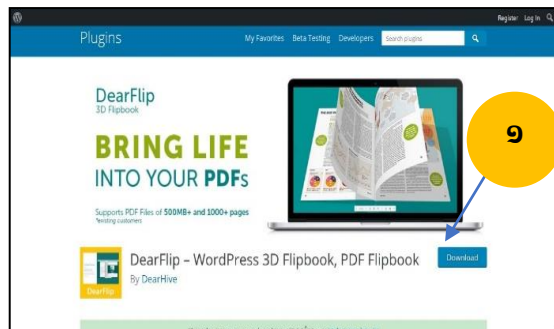 Register Log In
Plugins My Favorites Beta Testing Developers Search plugins
DearFlip
3D Flipbook
BRING LIFE
INTO YOUR PDFs
Supports PDF Files of 500MB+ and 1000+ pages
*existing customers
๑
DearFlip – WordPress 3D Flipbook, PDF Flipbook Download
By DearHive
DearFlip